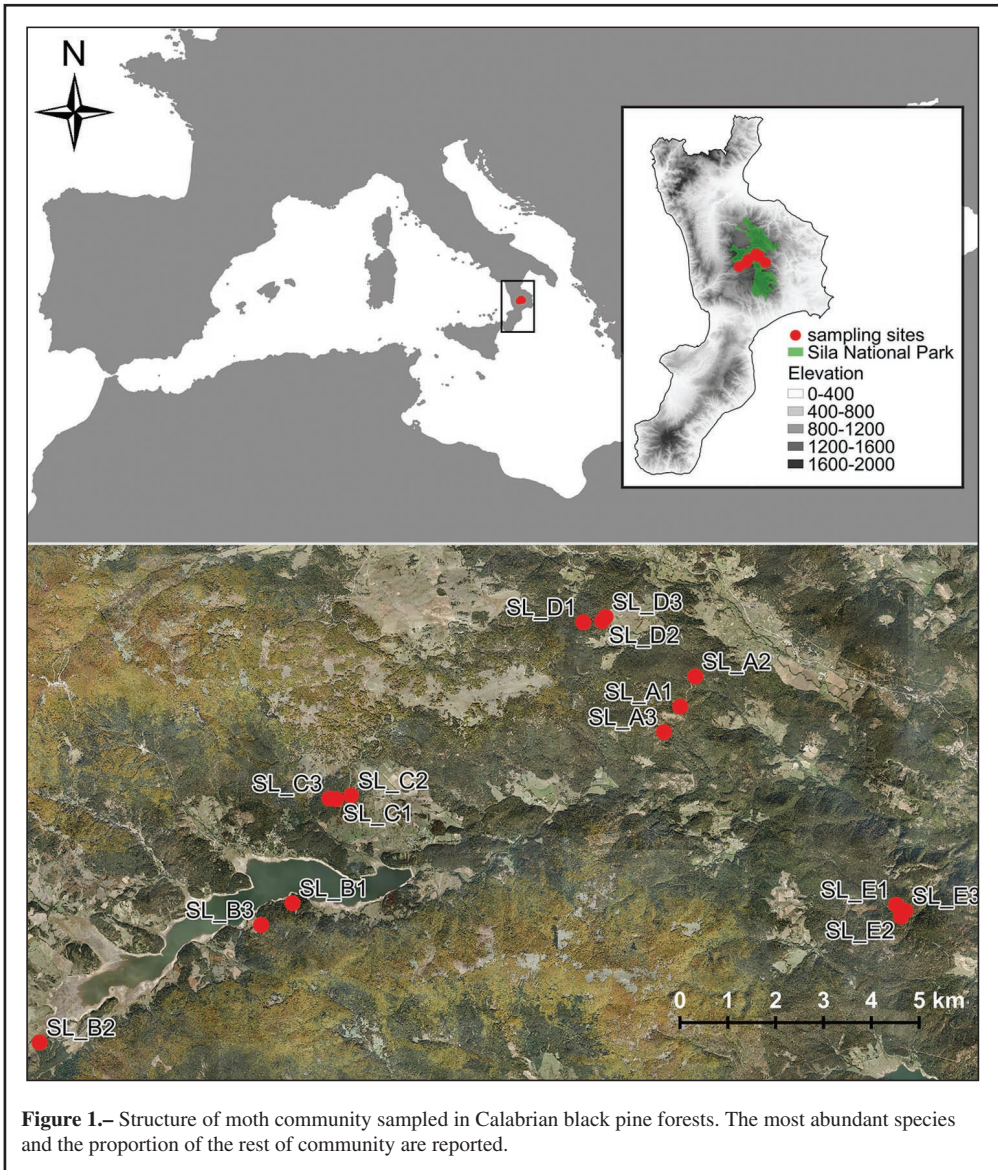 N
sampling sites
Sila National Park
Elevation
0-400
400-800
800-1200
1200-1600
1600-2000
SL_D1
SL_D3
SL_D2
SL_A2
SL_A1
SL_A3
SL_C3
SL_C2
SL_C1
SL_B1
SL_B3
SL_E1
SL_E3
SL_E2
0 1 2 3 4 5 km
SL_B2
Figure 1.– Structure of moth community sampled in Calabrian black pine forests. The most abundant species
and the proportion of the rest of community are reported.